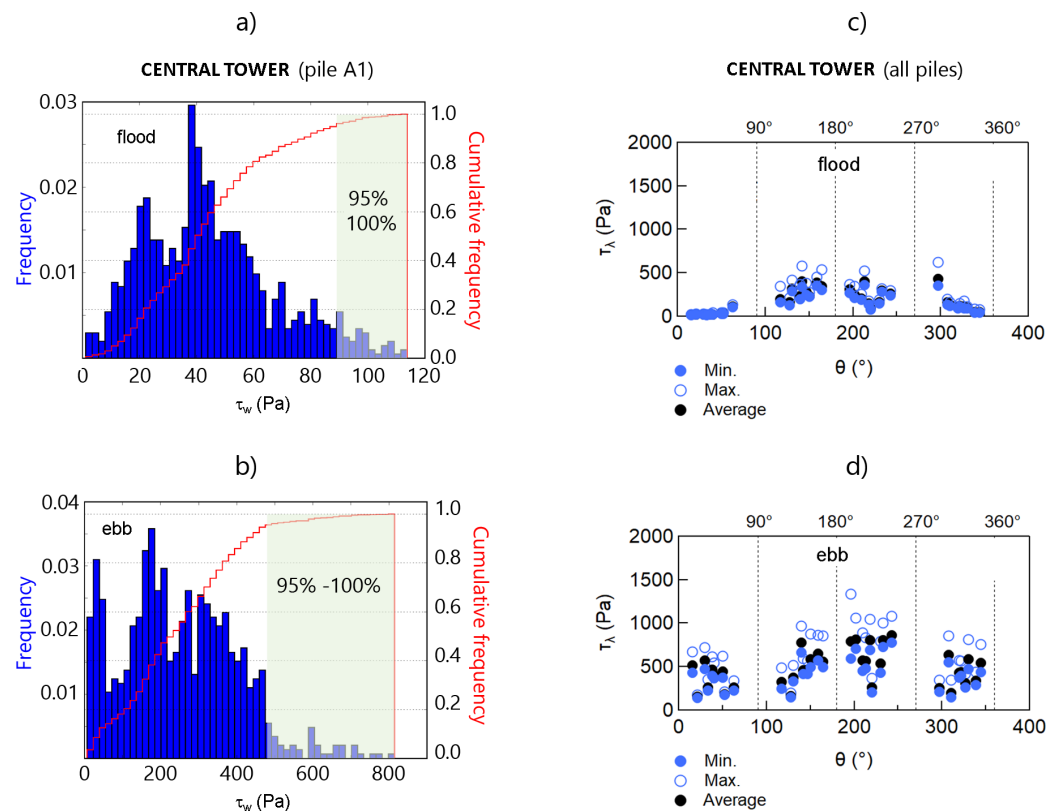 a)
CENTRAL TOWER (pile A1)
0.03
0.02
0.01
Frequency
flood
95%
100%
1.0
0.8
0.6
0.4
0.2
0.0
Cumulative frequency
0 20 40 60 80 100 120
τw (Pa)
b)
0.04
0.03
0.02
0.01
Frequency
ebb
95% -100%
1.0
0.8
0.6
0.4
0.2
0.0
Cumulative frequency
0 200 400 600 800
τw (Pa)
c)
CENTRAL TOWER (all piles)
90° 180° 270° 360°
flood
2000
1500
1000
500
0
τλ (Pa)
0 100 200 300 400
θ (°)
Min.
Max.
Average
d)
90° 180° 270° 360°
ebb
2000
1500
1000
500
0
τλ (Pa)
0 100 200 300 400
θ (°)
Min.
Max.
Average